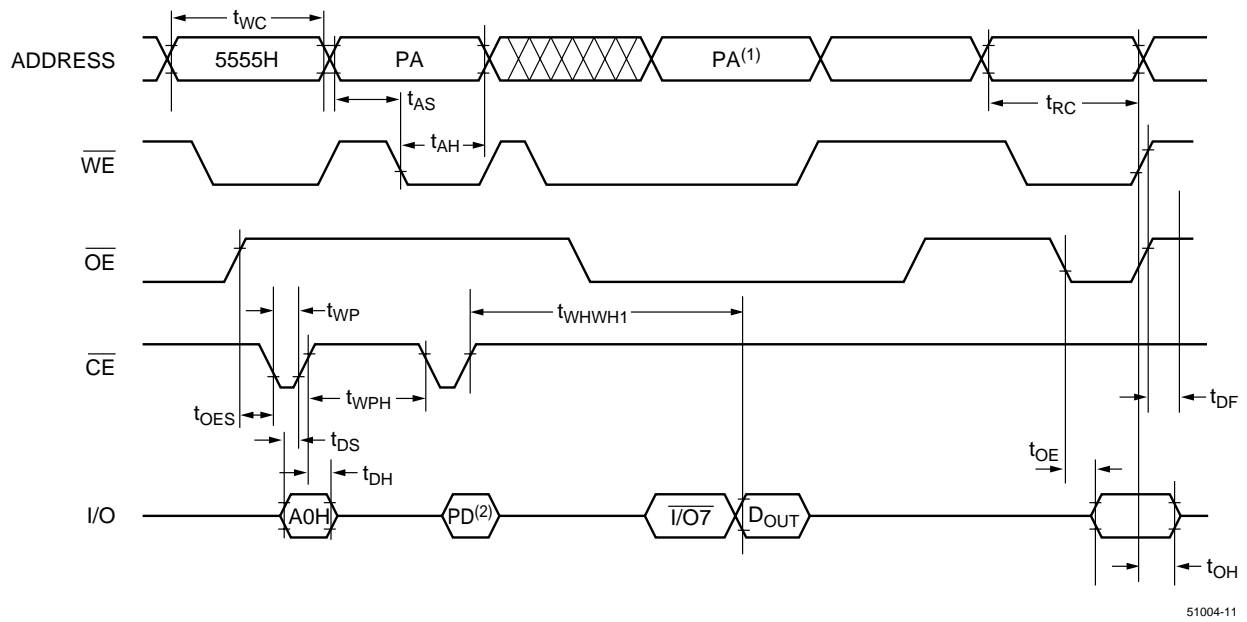 tWC
ADDRESS 5555H PA PA(1)
tAS tRC
tAH
WE
OE
tWP tWHWH1
CE
tWPH
tOES tDF
tDS tOE
tDH
I/O A0H PD(2) I/O7 DOUT
tOH
51004-11